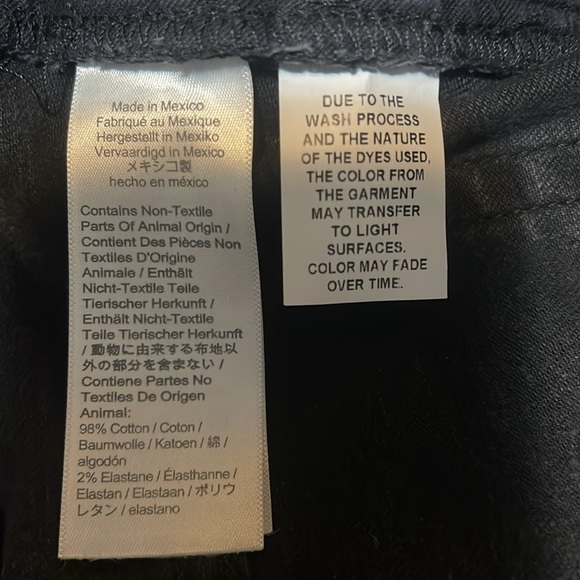 Made in Mexico
Fabriqué au Mexique
Hergestellt in Mexiko
Vervaardigd in Mexico
メキシコ製
hecho en méxico
Contains Non-Textile
Parts Of Animal Origin /
Contient Des Pièces Non
Textiles D'Origine
Animale / Enthält
Nicht-Textile Teile
Tierischer Herkunft /
Enthält Nicht-Textile
Teile Tierischer Herkunft
/ 動物に由来する布地以
外の部分を含まない /
Contiene Partes No
Textiles De Origen
Animal:
98% Cotton / Coton /
Baumwolle / Katoen / 綿 /
algodón
2% Elastane / Élasthanne /
Elastan / Elastaan / ポリウ
レタン / elastano
DUE TO THE
WASH PROCESS
AND THE NATURE
OF THE DYES USED,
THE COLOR FROM
THE GARMENT
MAY TRANSFER
TO LIGHT
SURFACES.
COLOR MAY FADE
OVER TIME.